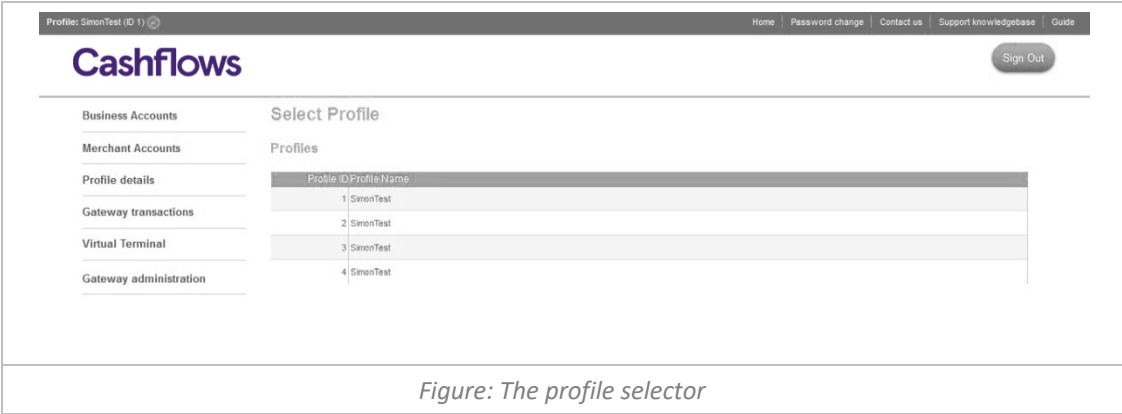 Profile: SimonTest (ID 1)
Home | Password change | Contact us | Support knowledgebase | Guide
Cashflows
Sign Out
Business Accounts
Merchant Accounts
Profile details
Gateway transactions
Virtual Terminal
Gateway administration
Select Profile
Profiles
Profile ID Profile Name
1 SimonTest
2 SimonTest
3 SimonTest
4 SimonTest
Figure: The profile selector